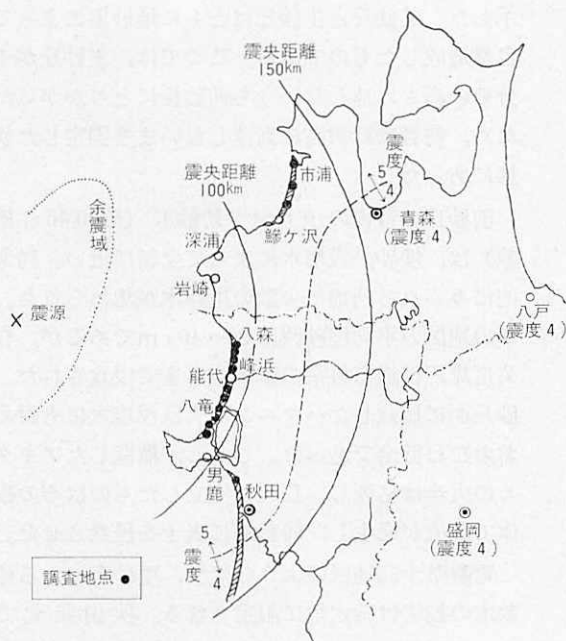 震央距離
150km
震央距離
100km
市浦
震度
5
4
青森
(震度4)
鰺ケ沢
深浦
岩崎
余震域
震源
八戸
(震度4)
八森
峰浜
能代
八竜
男鹿
秋田
盛岡
(震度4)
5
4
震度
調査地点